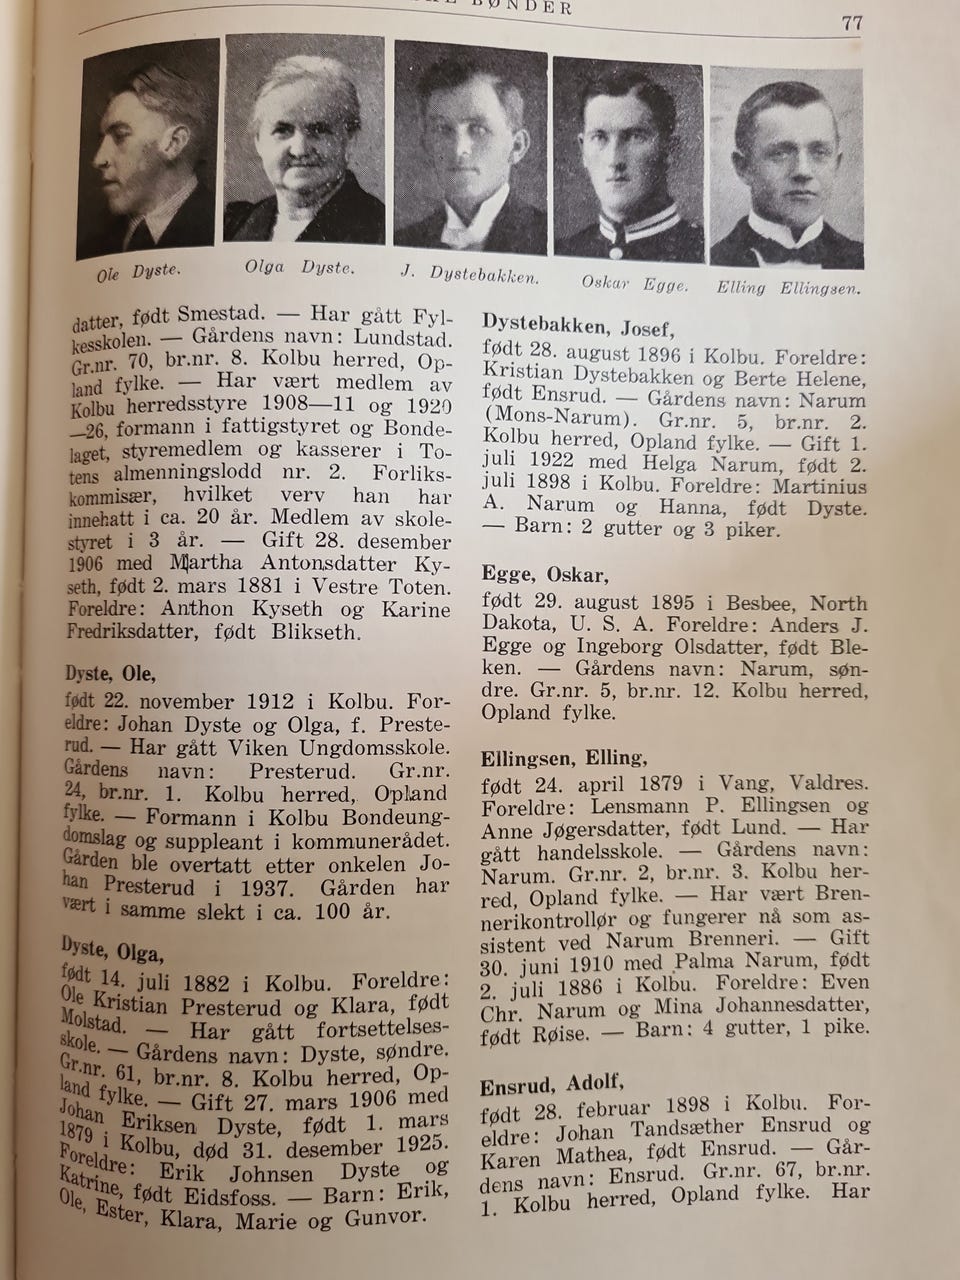 BØNDER
77
Ole Dyste.
Olga Dyste.
J. Dystebakken.
Oskar Egge.
Elling Ellingsen.
datter, født Smestad. — Har gått Fyl-
kesskolen. — Gårdens navn: Lundstad.
Gr.nr. 70, br.nr. 8. Kolbu herred, Op-
land fylke. — Har vært medlem av
Kolbu herredsstyre 1908—11 og 1920
—26, formann i fattigstyret og Bonde-
laget, styremedlem og kasserer i To-
tens almenningslodd nr. 2. Forliks-
kommisær, hvilket verv han har
innehatt i ca. 20 år. Medlem av skole-
styret i 3 år. — Gift 28. desember
1906 med Martha Antonsdatter Ky-
seth, født 2. mars 1881 i Vestre Toten.
Foreldre: Anthon Kyseth og Karine
Fredriksdatter, født Blikseth.
Dyste, Ole,
født 22. november 1912 i Kolbu. For-
eldre: Johan Dyste og Olga, f. Preste-
rud. — Har gått Viken Ungdomsskole.
Gårdens navn: Presterud. Gr.nr.
24, br.nr. 1. Kolbu herred, Opland
fylke. — Formann i Kolbu Bondeung-
domslag og suppleant i kommunerådet.
Gården ble overtatt etter onkelen Jo-
han Presterud i 1937. Gården har
vært i samme slekt i ca. 100 år.
Dyste, Olga,
født 14. juli 1882 i Kolbu. Foreldre:
Ole Kristian Presterud og Klara, født
Molstad. — Har gått fortsettelses-
skole. — Gårdens navn: Dyste, søndre.
Gr.nr. 61, br.nr. 8. Kolbu herred, Op-
land fylke. — Gift 27. mars 1906 med
Johan Eriksen Dyste, født 1. mars
1879 i Kolbu, død 31. desember 1925.
Foreldre: Erik Johnsen Dyste og
Katrine, født Eidsfoss. — Barn: Erik,
Ole, Ester, Klara, Marie og Gunvor.
Dystebakken, Josef,
født 28. august 1896 i Kolbu. Foreldre:
Kristian Dystebakken og Berte Helene,
født Ensrud. — Gårdens navn: Narum
(Mons-Narum). Gr.nr. 5, br.nr. 2.
Kolbu herred, Opland fylke. — Gift 1.
juli 1922 med Helga Narum, født 2.
juli 1898 i Kolbu. Foreldre: Martinius
A. Narum og Hanna, født Dyste.
— Barn: 2 gutter og 3 piker.
Egge, Oskar,
født 29. august 1895 i Besbee, North
Dakota, U. S. A. Foreldre: Anders J.
Egge og Ingeborg Olsdatter, født Ble-
ken. — Gårdens navn: Narum, søn-
dre. Gr.nr. 5, br.nr. 12. Kolbu herred,
Opland fylke.
Ellingsen, Elling,
født 24. april 1879 i Vang, Valdres.
Foreldre: Lensmann P. Ellingsen og
Anne Jøgersdatter, født Lund. — Har
gått handelsskole. — Gårdens navn:
Narum. Gr.nr. 2, br.nr. 3. Kolbu her-
red, Opland fylke. — Har vært Bren-
nerikontrollør og fungerer nå som as-
sistent ved Narum Brenneri. — Gift
30. juni 1910 med Palma Narum, født
2. juli 1886 i Kolbu. Foreldre: Even
Chr. Narum og Mina Johannesdatter,
født Røise. — Barn: 4 gutter, 1 pike.
Ensrud, Adolf,
født 28. februar 1898 i Kolbu. For-
eldre: Johan Tandsæther Ensrud og
Karen Mathea, født Ensrud. — Går-
dens navn: Ensrud. Gr.nr. 67, br.nr.
1. Kolbu herred, Opland fylke. Har